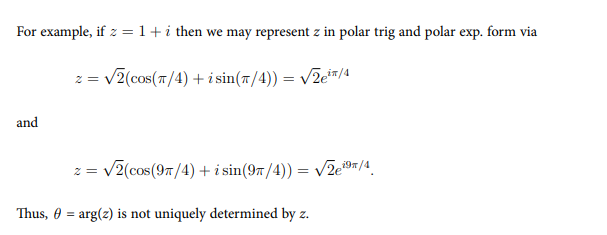 For example, if z = 1 + i then we may represent z in polar trig and polar exp. form via
z = √2(cos(π/4) + i sin(π/4)) = √2e^{iπ/4}
and
z = √2(cos(9π/4) + i sin(9π/4)) = √2e^{i9π/4}.
Thus, θ = arg(z) is not uniquely determined by z.